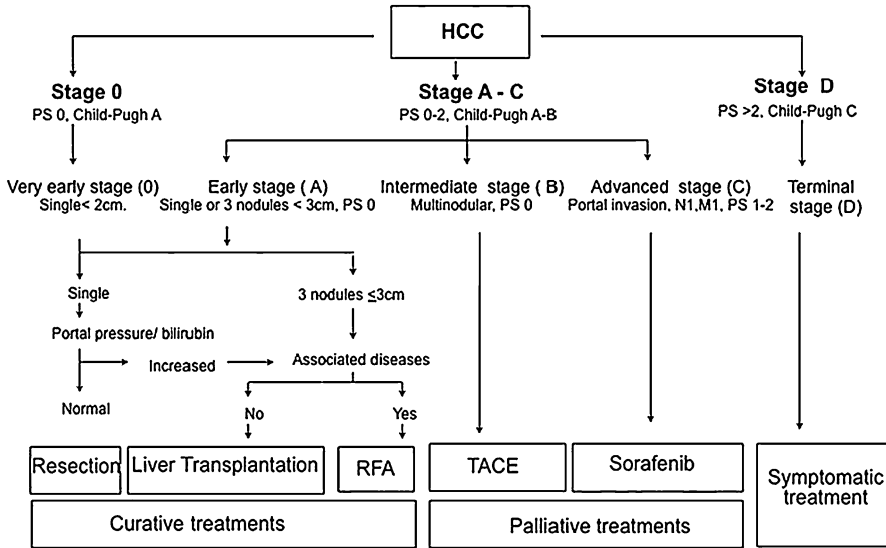 HCC
Stage 0
PS 0, Child-Pugh A
Stage A - C
PS 0-2, Child-Pugh A-B
Stage D
PS >2, Child-Pugh C
Very early stage (0)
Single< 2cm.
Early stage ( A)
Single or 3 nodules < 3cm, PS 0
Intermediate stage ( B)
Multinodular, PS 0
Advanced stage (C)
Portal invasion, N1,M1, PS 1-2
Terminal
stage (D)
Single
3 nodules ≤3cm
Portal pressure/ bilirubin
Increased
Associated diseases
Normal
No
Yes
Resection
Liver Transplantation
RFA
TACE
Sorafenib
Symptomatic
treatment
Curative treatments
Palliative treatments